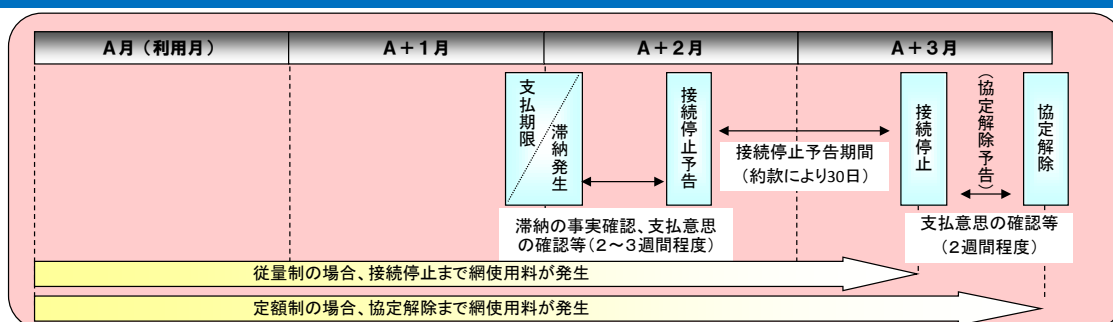 A月(利用月)
A+1月
A+2月
A+3月
支払期限
滞納発生
接続停止予告
接続停止
(協定解除予告)
協定解除
接続停止予告期間
(約款により30日)
滞納の事実確認、支払意思
の確認等(2～3週間程度)
支払意思の確認等
(2週間程度)
従量制の場合、接続停止まで網使用料が発生
定額制の場合、協定解除まで網使用料が発生